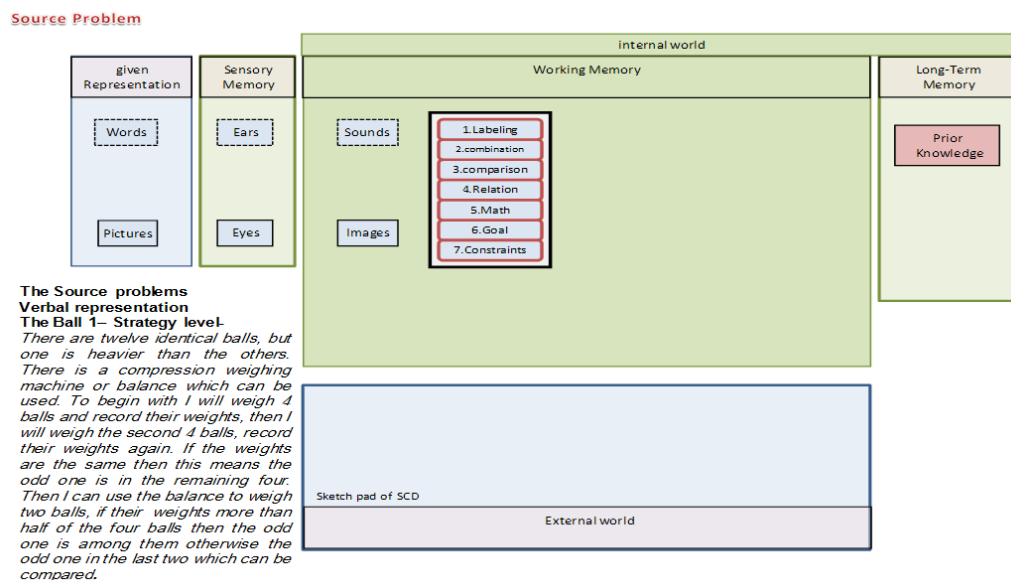 Source Problem
internal world
given
Representation
Sensory
Memory
Working Memory
Long-Term
Memory
Words
Ears
Sounds
1.Labeling
2.combination
3.comparison
4.Relation
5.Math
6.Goal
7.Constraints
Prior
Knowledge
Pictures
Eyes
Images
The Source problems
Verbal representation
The Ball 1– Strategy level-
There are twelve identical balls, but
one is heavier than the others.
There is a compression weighing
machine or balance which can be
used. To begin with I will weigh 4
balls and record their weights, then I
will weigh the second 4 balls, record
their weights again. If the weights
are the same then this means the
odd one is in the remaining four.
Then I can use the balance to weigh
two balls, if their weights more than
half of the four balls then the odd
one is among them otherwise the
odd one in the last two which can be
compared.
Sketch pad of SCD
External world